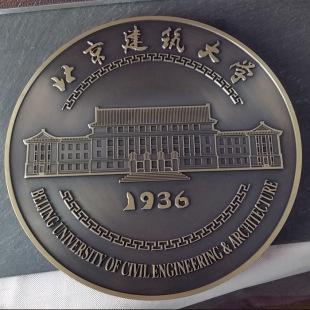 北京建筑大学
1936
BEIJING UNIVERSITY OF CIVIL ENGINEERING & ARCHITECTURE